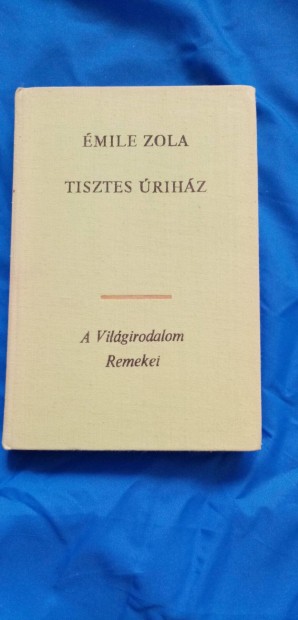 ÉMILE ZOLA
TISZTES ÚRIHÁZ
A Világirodalom
Remekei